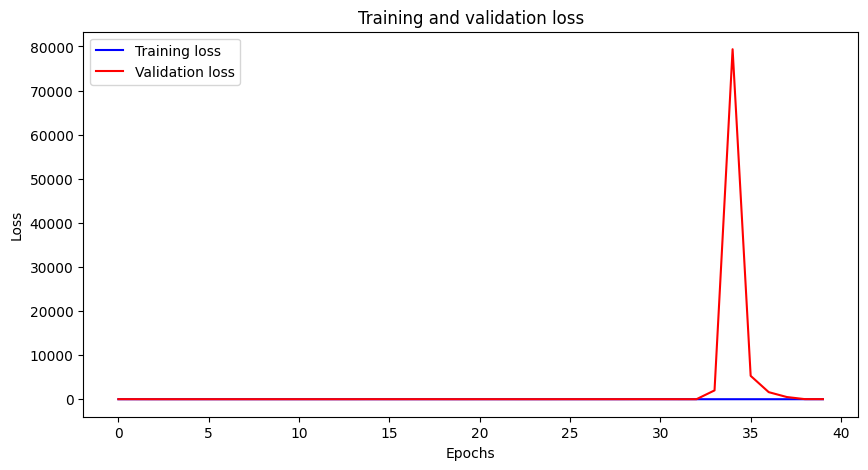 Training and validation loss
Training loss
Validation loss
80000
70000
60000
50000
40000
30000
20000
10000
0
Loss
0 5 10 15 20 25 30 35 40
Epochs